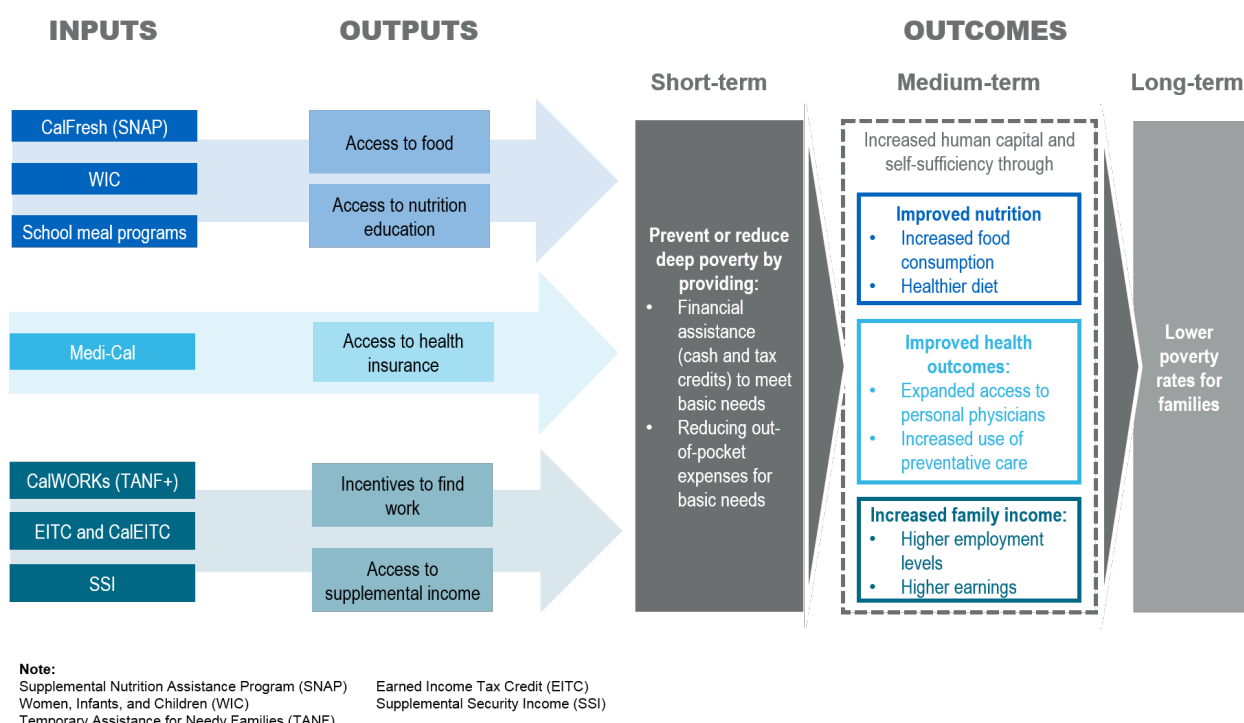 INPUTS
OUTPUTS
OUTCOMES
Short-term
Medium-term
Long-term
CalFresh (SNAP)
WIC
School meal programs
Access to food
Access to nutrition
education
Medi-Cal
Access to health
insurance
CalWORKs (TANF+)
EITC and CalEITC
SSI
Incentives to find
work
Access to
supplemental income
Prevent or reduce
deep poverty by
providing:
• Financial
assistance
(cash and tax
credits) to meet
basic needs
• Reducing out-
of-pocket
expenses for
basic needs
Increased human capital and
self-sufficiency through
Improved nutrition
• Increased food
consumption
• Healthier diet
Improved health
outcomes:
• Expanded access to
personal physicians
• Increased use of
preventative care
Increased family income:
• Higher employment
levels
• Higher earnings
Lower
poverty
rates for
families
Note:
Supplemental Nutrition Assistance Program (SNAP)
Women, Infants, and Children (WIC)
Temporary Assistance for Needy Families (TANF)
Earned Income Tax Credit (EITC)
Supplemental Security Income (SSI)